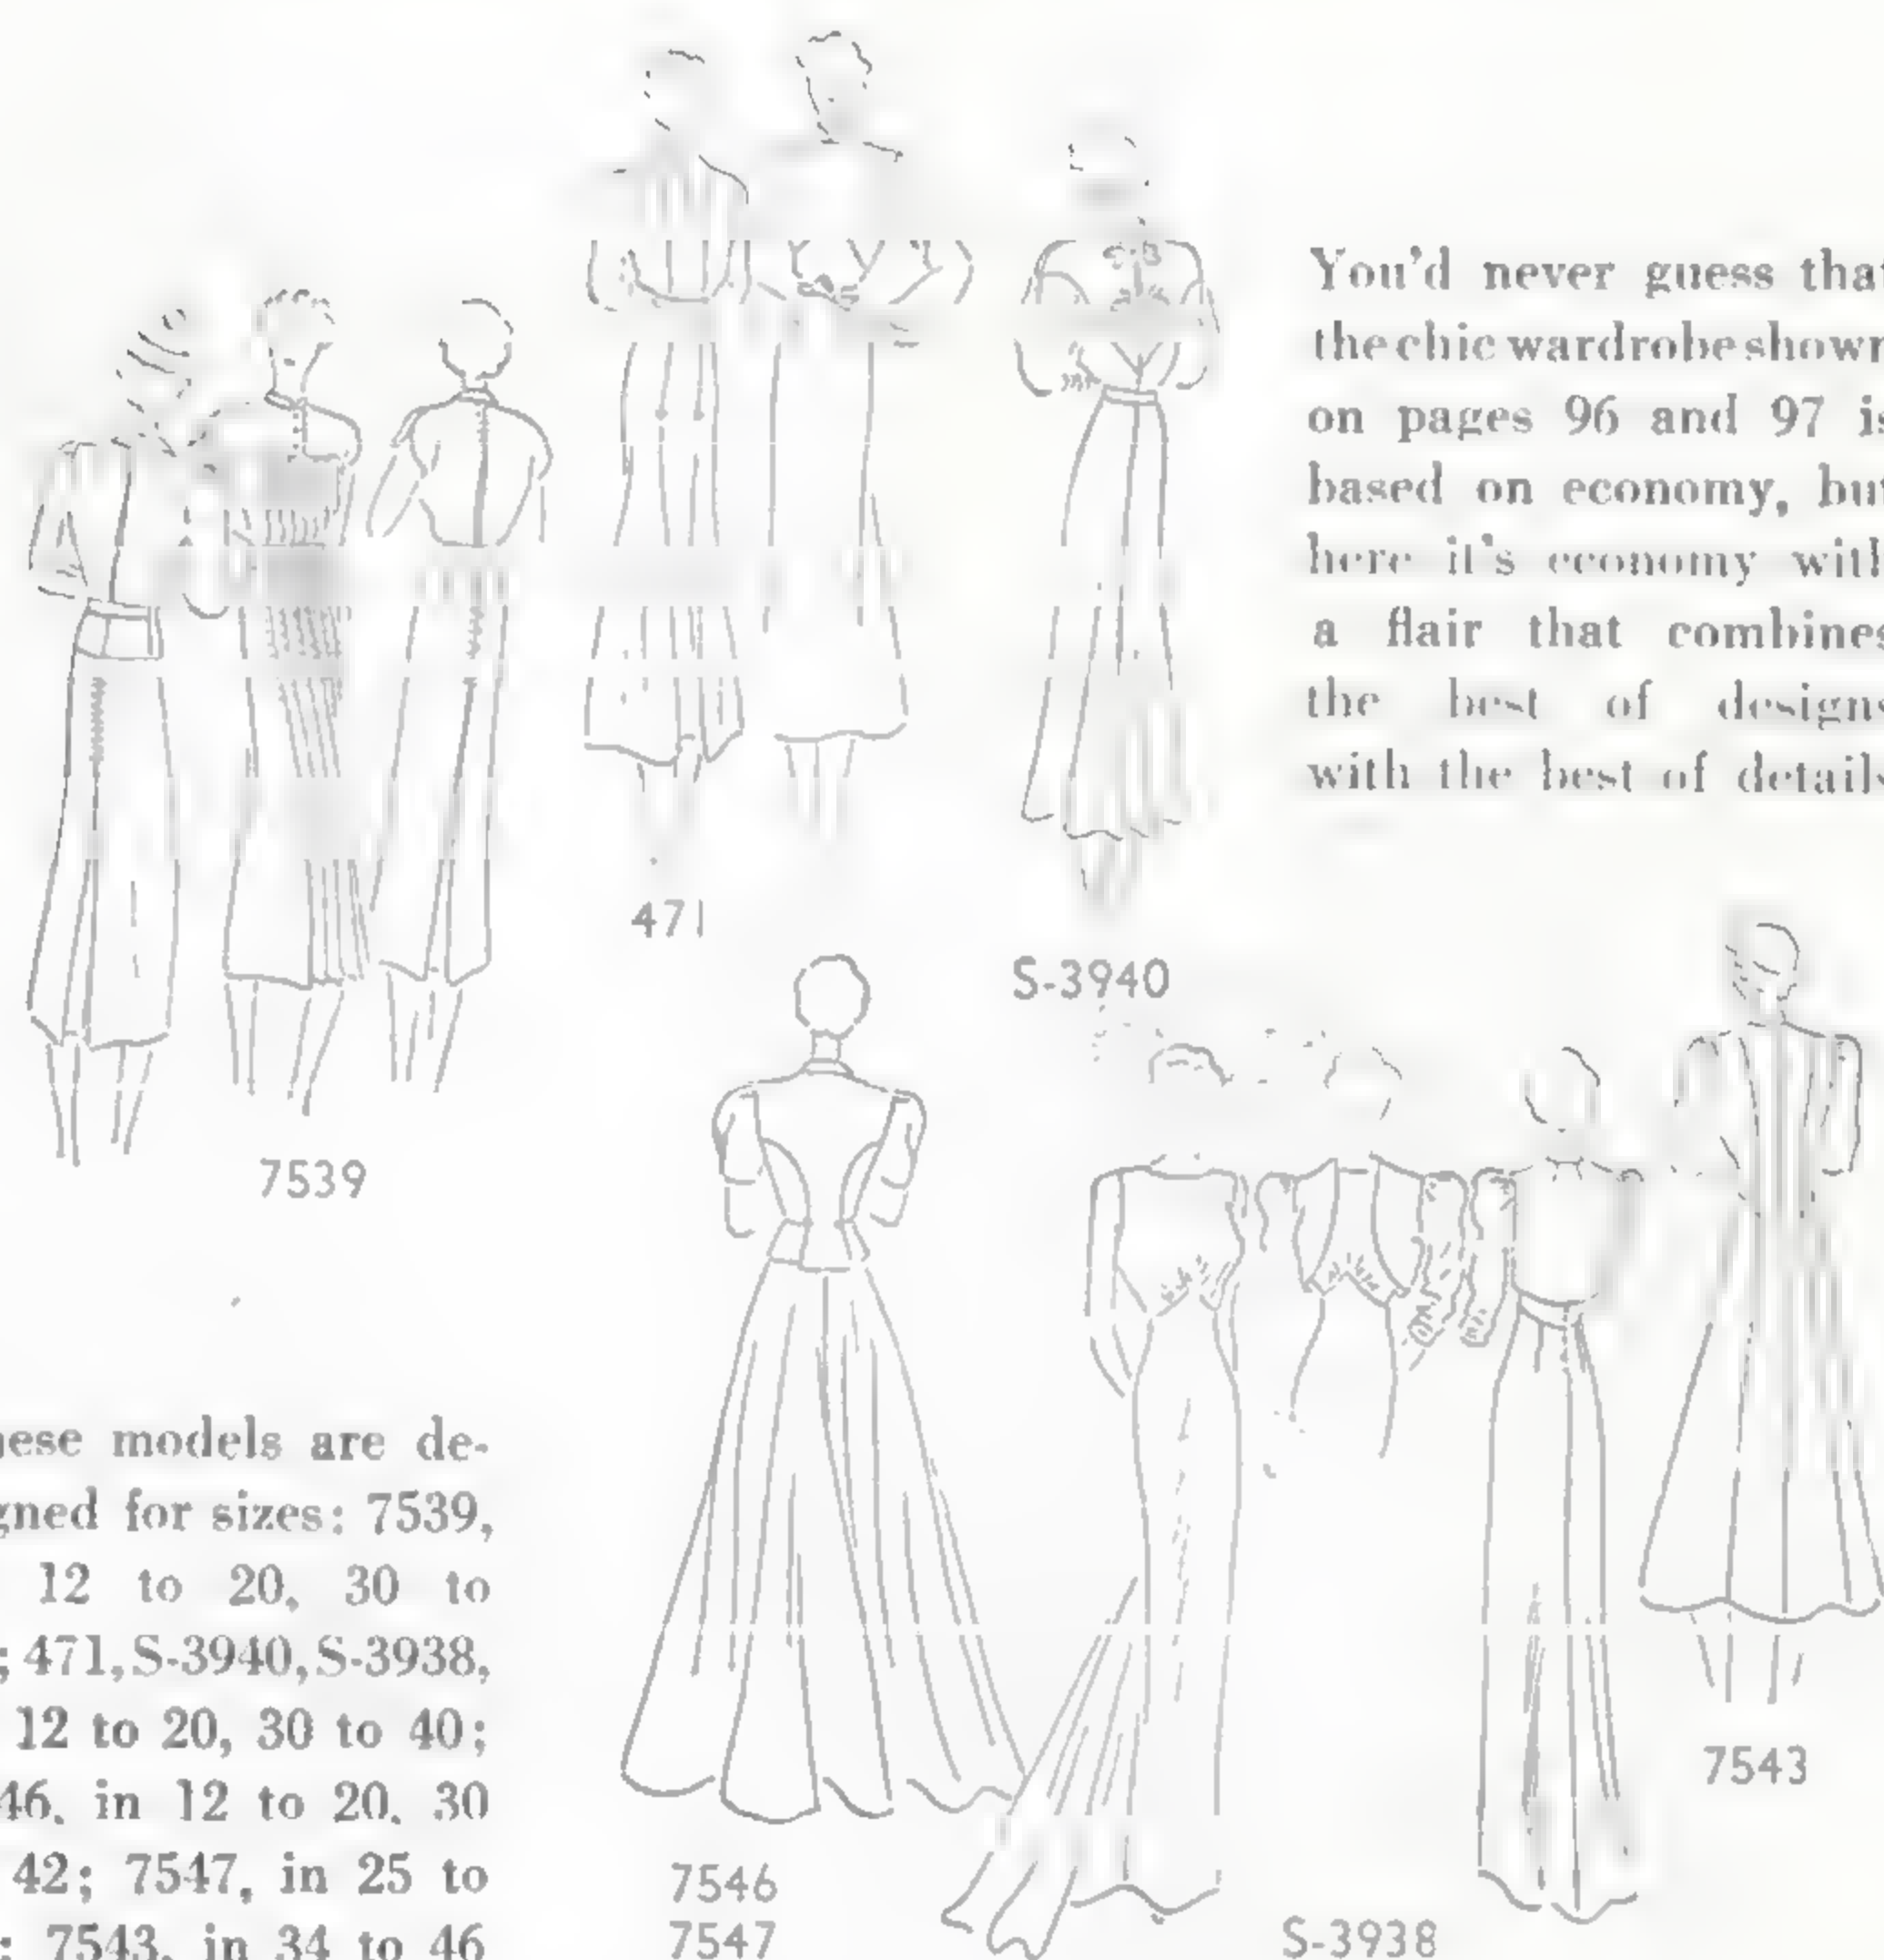 You'd never guess that
the chic wardrobe shown
on pages 96 and 97 is
based on economy, but
here it's economy with
a flair that combines
the best of designs
with the best of details
471
S-3940
7539
models are de-
for sizes: 7539,
12 to 20, 30 to
; 471, S-3940, S-3938,
12 to 20, 30 to 40;
46, in 12 to 20, 30
42; 7547, in 25 to
; 7543, in 34 to 46
7543
7546
7547
S-3938